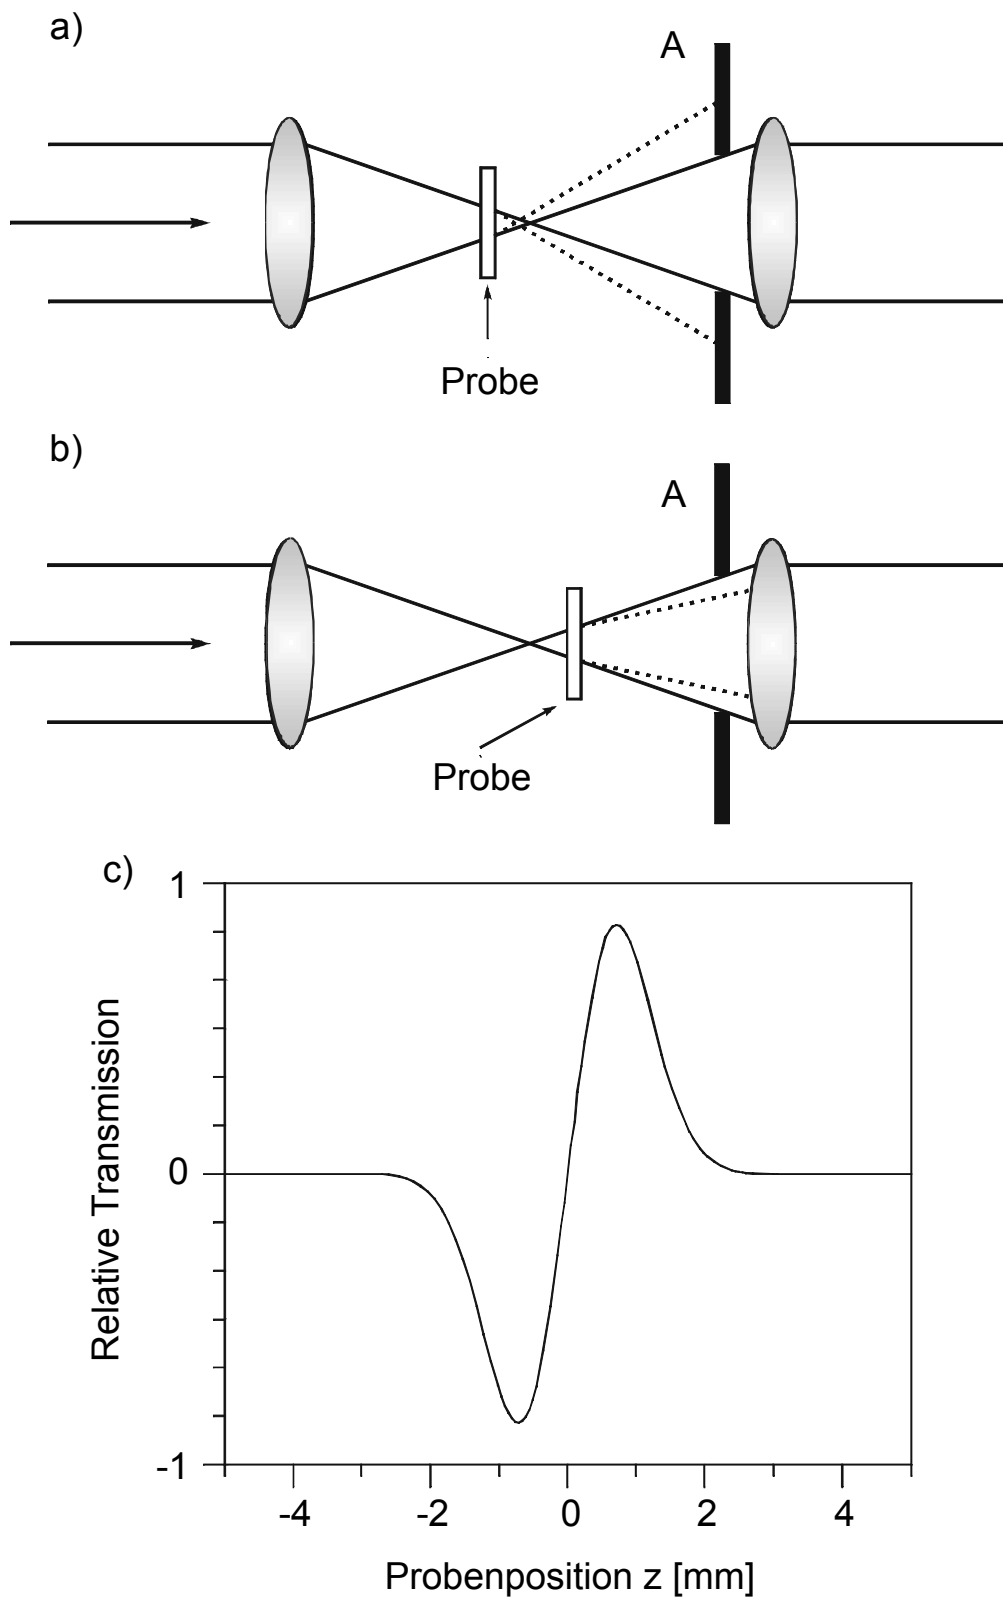 a)
A
Probe
b)
A
Probe
c)
1
0
-1
Relative Transmission
-4 -2 0 2 4
Probenposition z [mm]